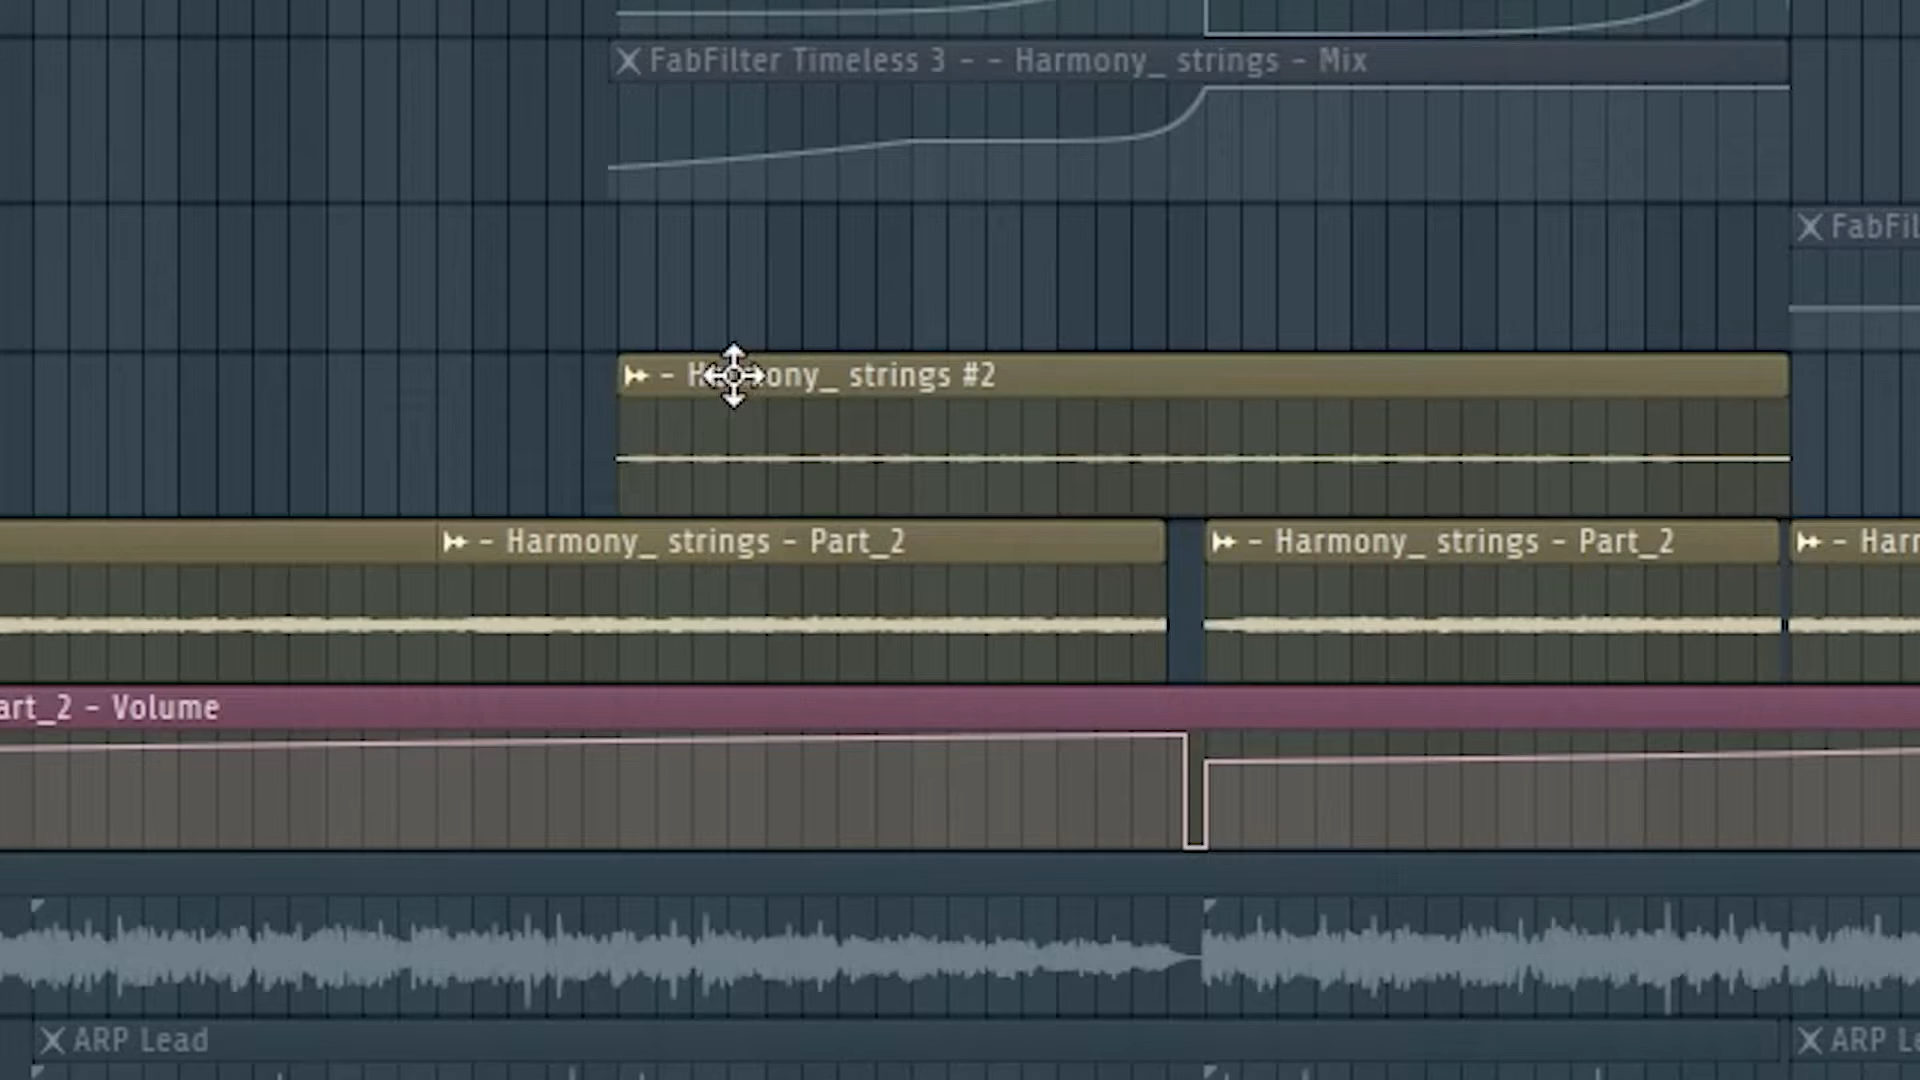 FabFilter Timeless 3 - - Harmony_ strings - Mix
FabFil
- H ony_ strings #2
- Harmony_ strings - Part_2
- Harmony_ strings - Part_2
- Harr
art_2 - Volume
ARP Lead
ARP Le